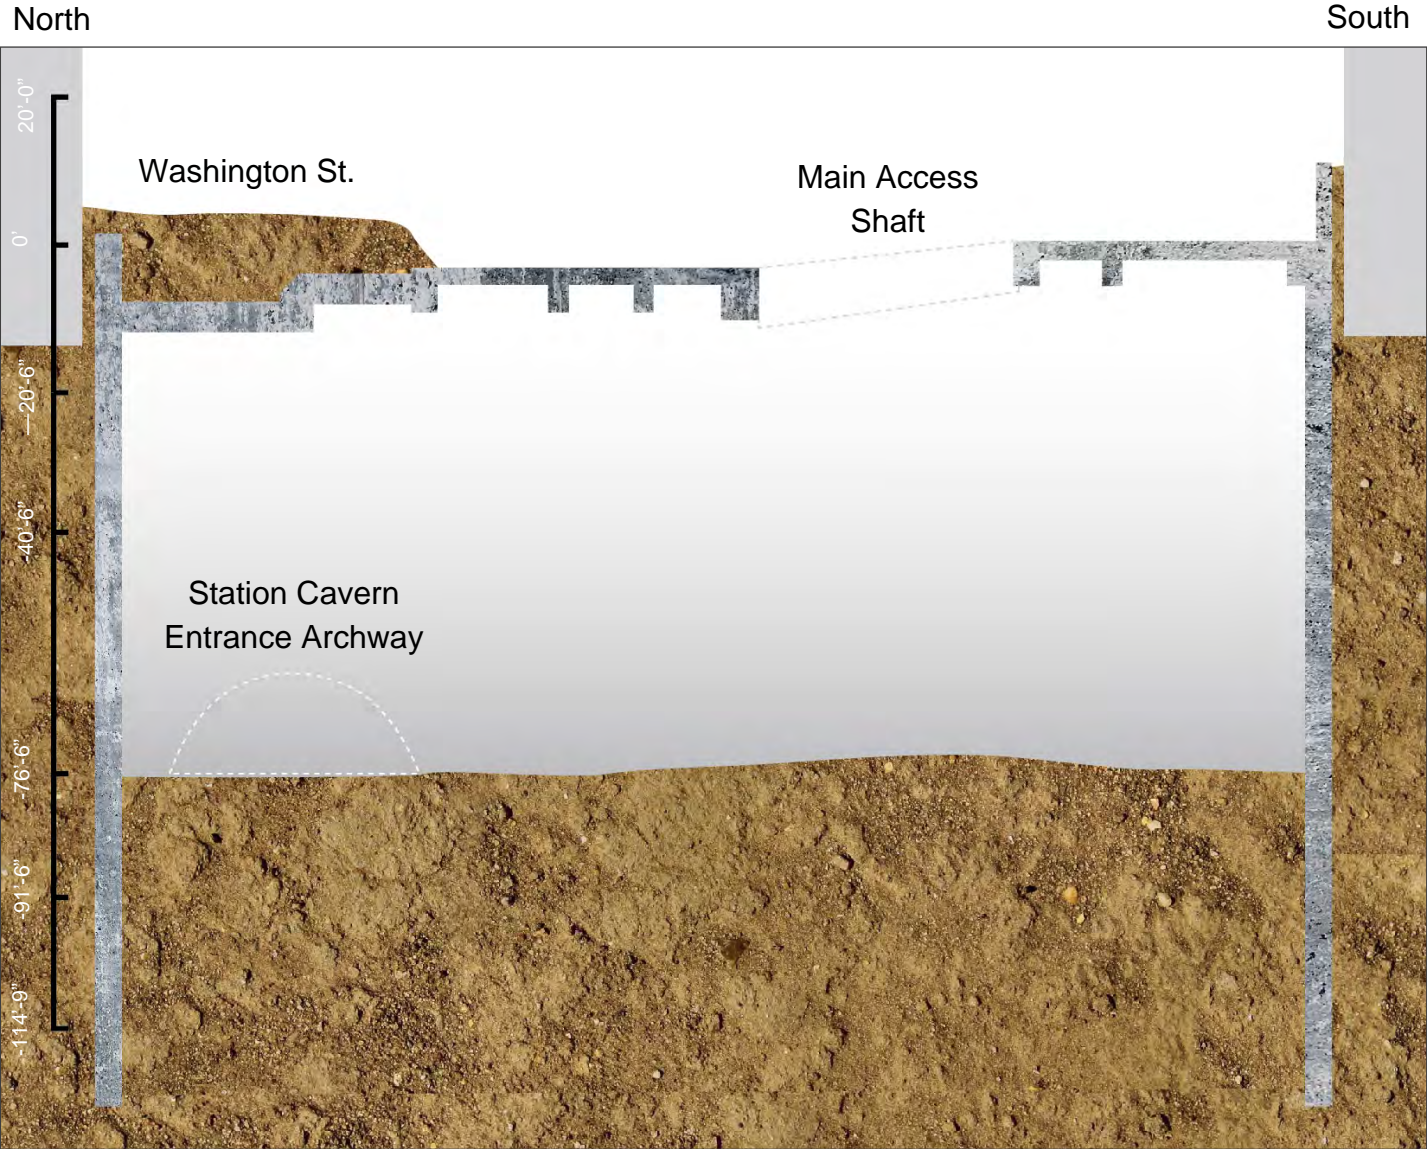 North
South
20'-0"
Washington St.
Main Access
Shaft
0'
—20'-6"
-40'-6"
Station Cavern
Entrance Archway
-76'-6"
-91'-6"
-114'-9"